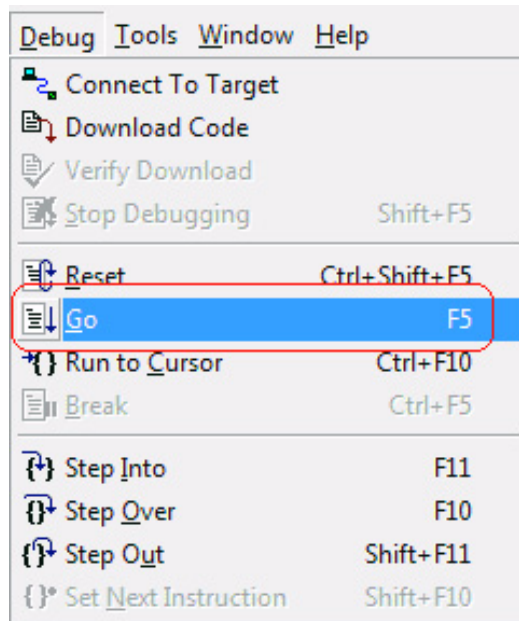 Debug Tools Window Help
Connect To Target
Download Code
Verify Download
Stop Debugging Shift+F5
Reset Ctrl+Shift+F5
Go F5
Run to Cursor Ctrl+F10
Break Ctrl+F5
Step Into F11
Step Over F10
Step Out Shift+F11
Set Next Instruction Shift+F10